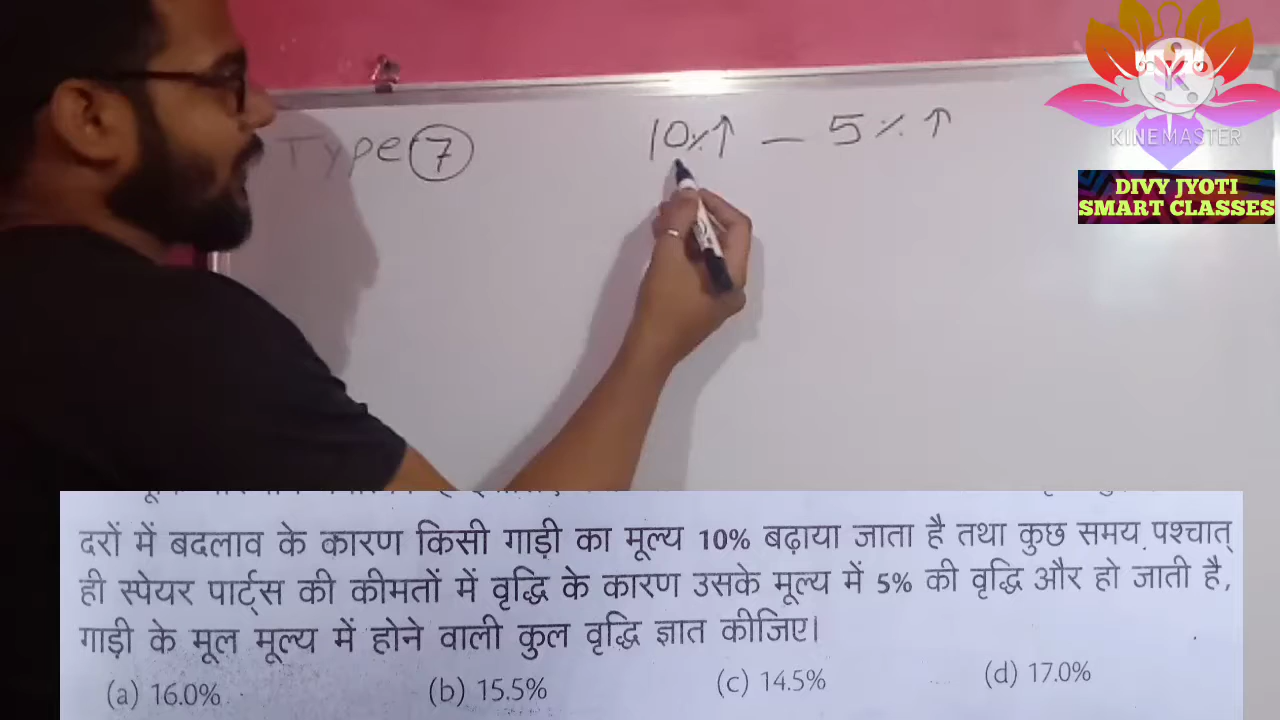 Type 7
10%↑ — 5%↑
KINEMASTER
DIVY JYOTI
SMART CLASSES
दरों में बदलाव के कारण किसी गाड़ी का मूल्य 10% बढ़ाया जाता है तथा कुछ समय पश्चात्
ही स्पेयर पार्ट्स की कीमतों में वृद्धि के कारण उसके मूल्य में 5% की वृद्धि और हो जाती है,
गाड़ी के मूल मूल्य में होने वाली कुल वृद्धि ज्ञात कीजिए।
(a) 16.0% (b) 15.5% (c) 14.5% (d) 17.0%